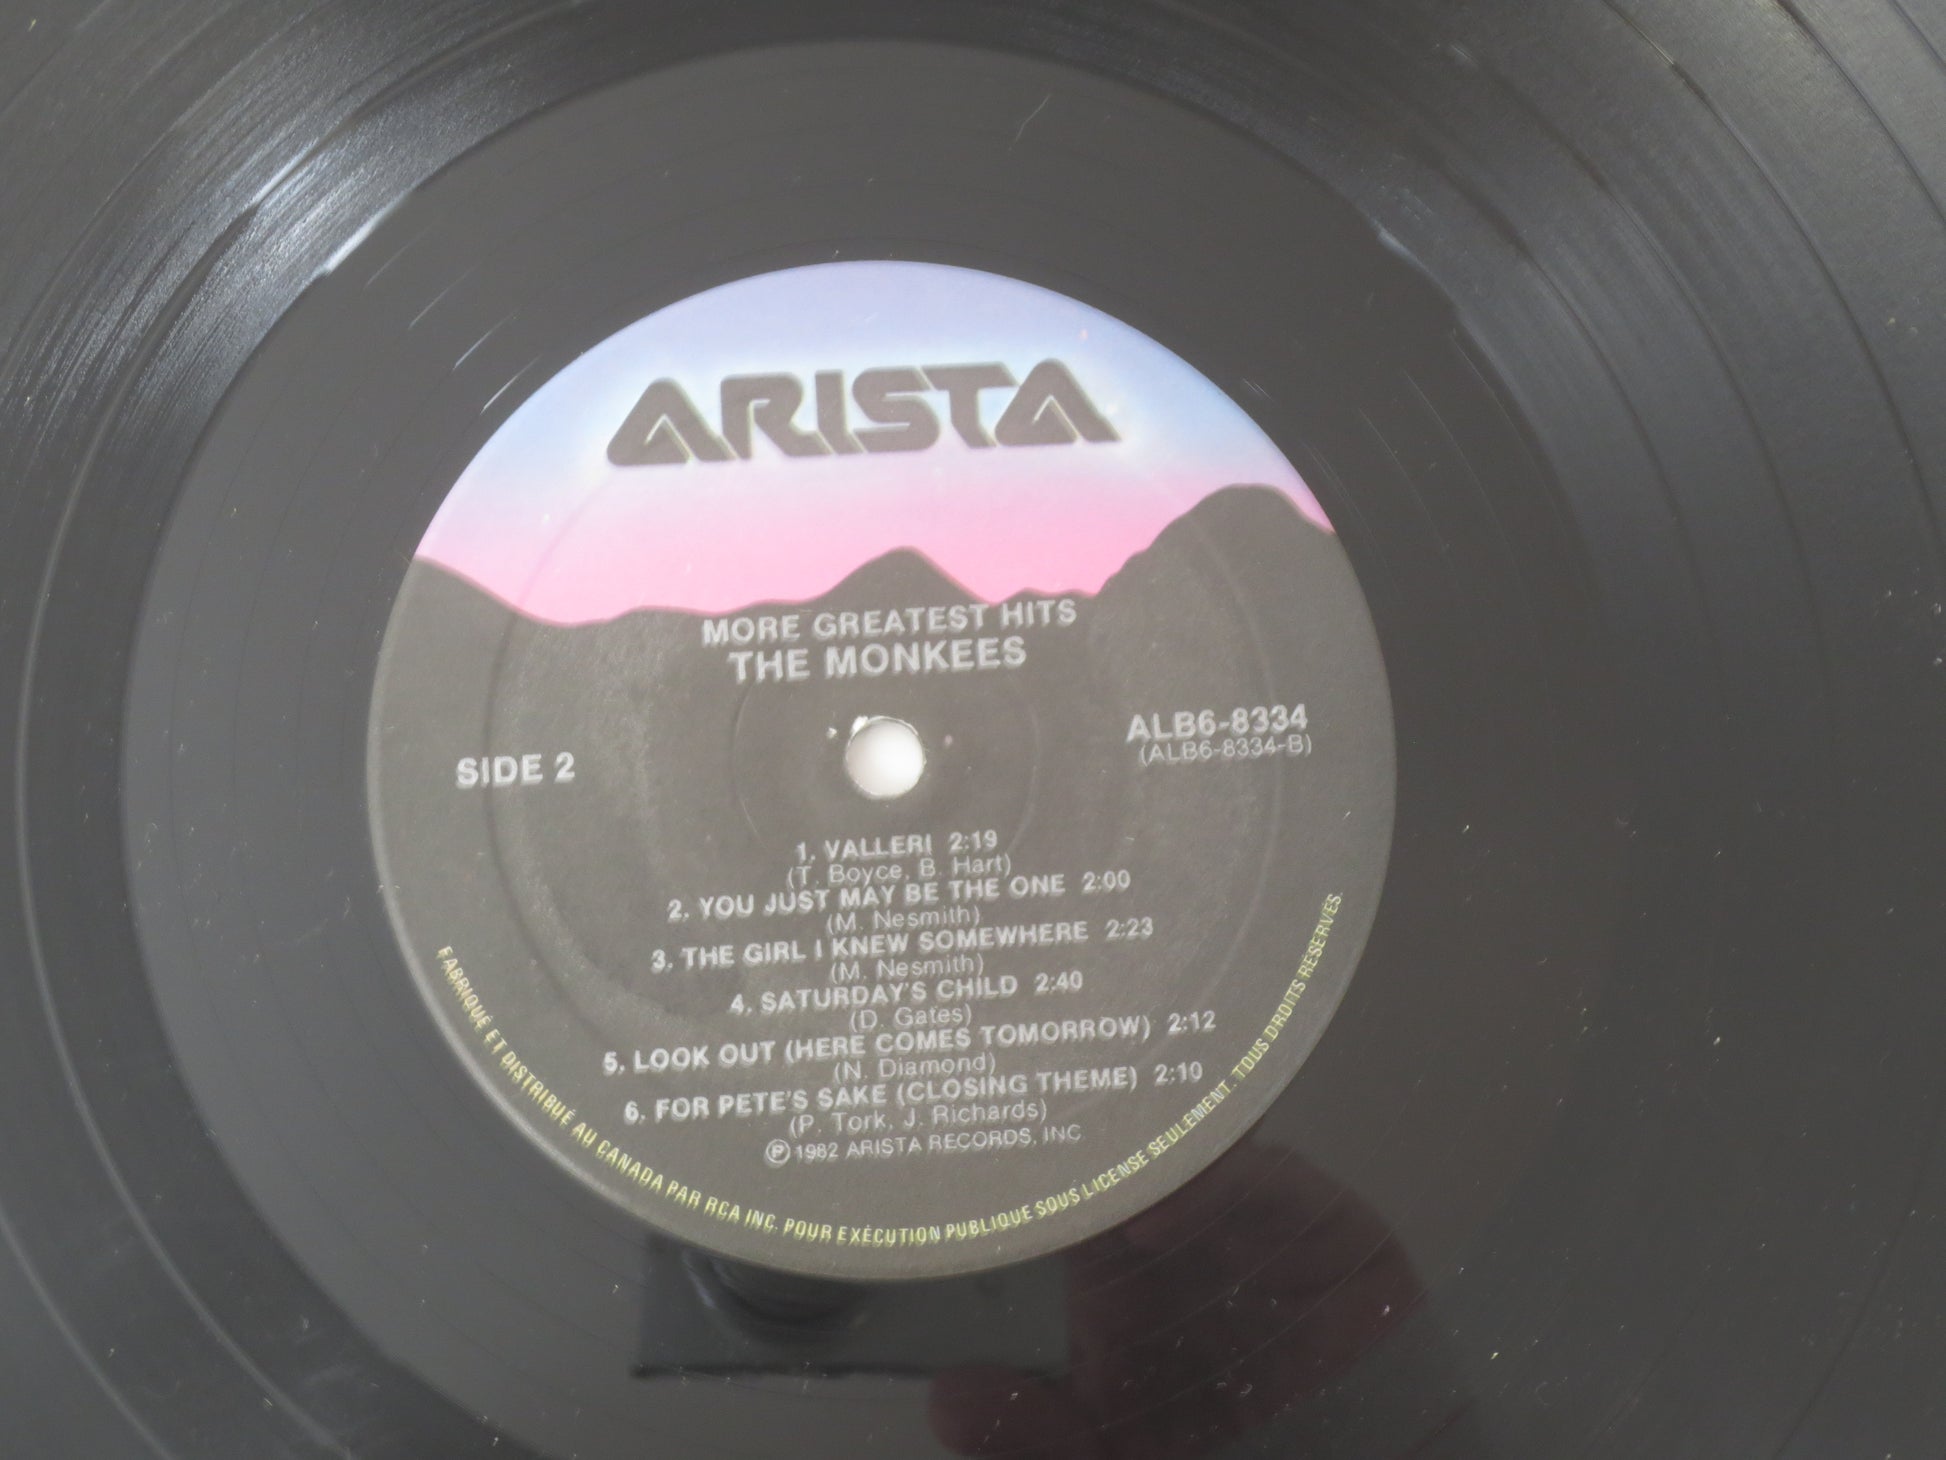 ARISTA
MORE GREATEST HITS
THE MONKEES
SIDE 2
ALB6-8334
(ALB6-8334-B)
1. VALLERI 2:19
(T. Boyce, B. Hart)
2. YOU JUST MAY BE THE ONE 2:00
(M. Nesmith)
3. THE GIRL I KNEW SOMEWHERE 2:23
(M. Nesmith)
4. SATURDAY'S CHILD 2:40
(D. Gates)
5. LOOK OUT (HERE COMES TOMORROW) 2:12
(N. Diamond)
6. FOR PETE'S SAKE (CLOSING THEME) 2:10
(P. Tork, J. Richards)
Ⓟ 1982 ARISTA RECORDS, INC
FABRIQUÉ ET DISTRIBUÉ AU CANADA PAR RCA INC. POUR EXÉCUTION PUBLIQUE SOUS LICENSE SEULEMENT. TOUS DROITS RESERVÉS.